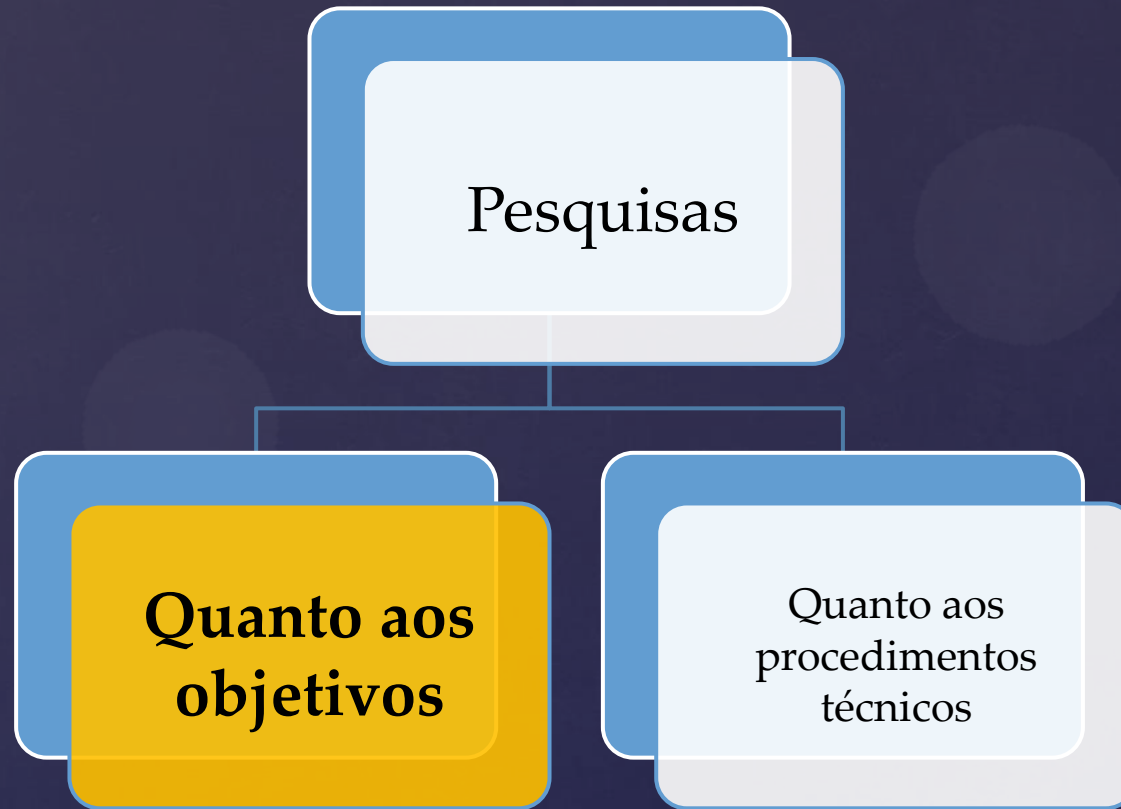 Pesquisas
Quanto aos
objetivos
Quanto aos
procedimentos
técnicos